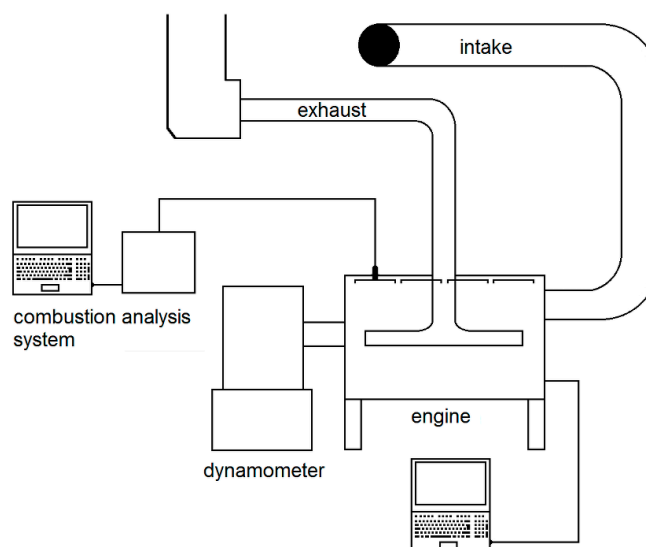 intake
exhaust
combustion analysis
system
engine
dynamometer